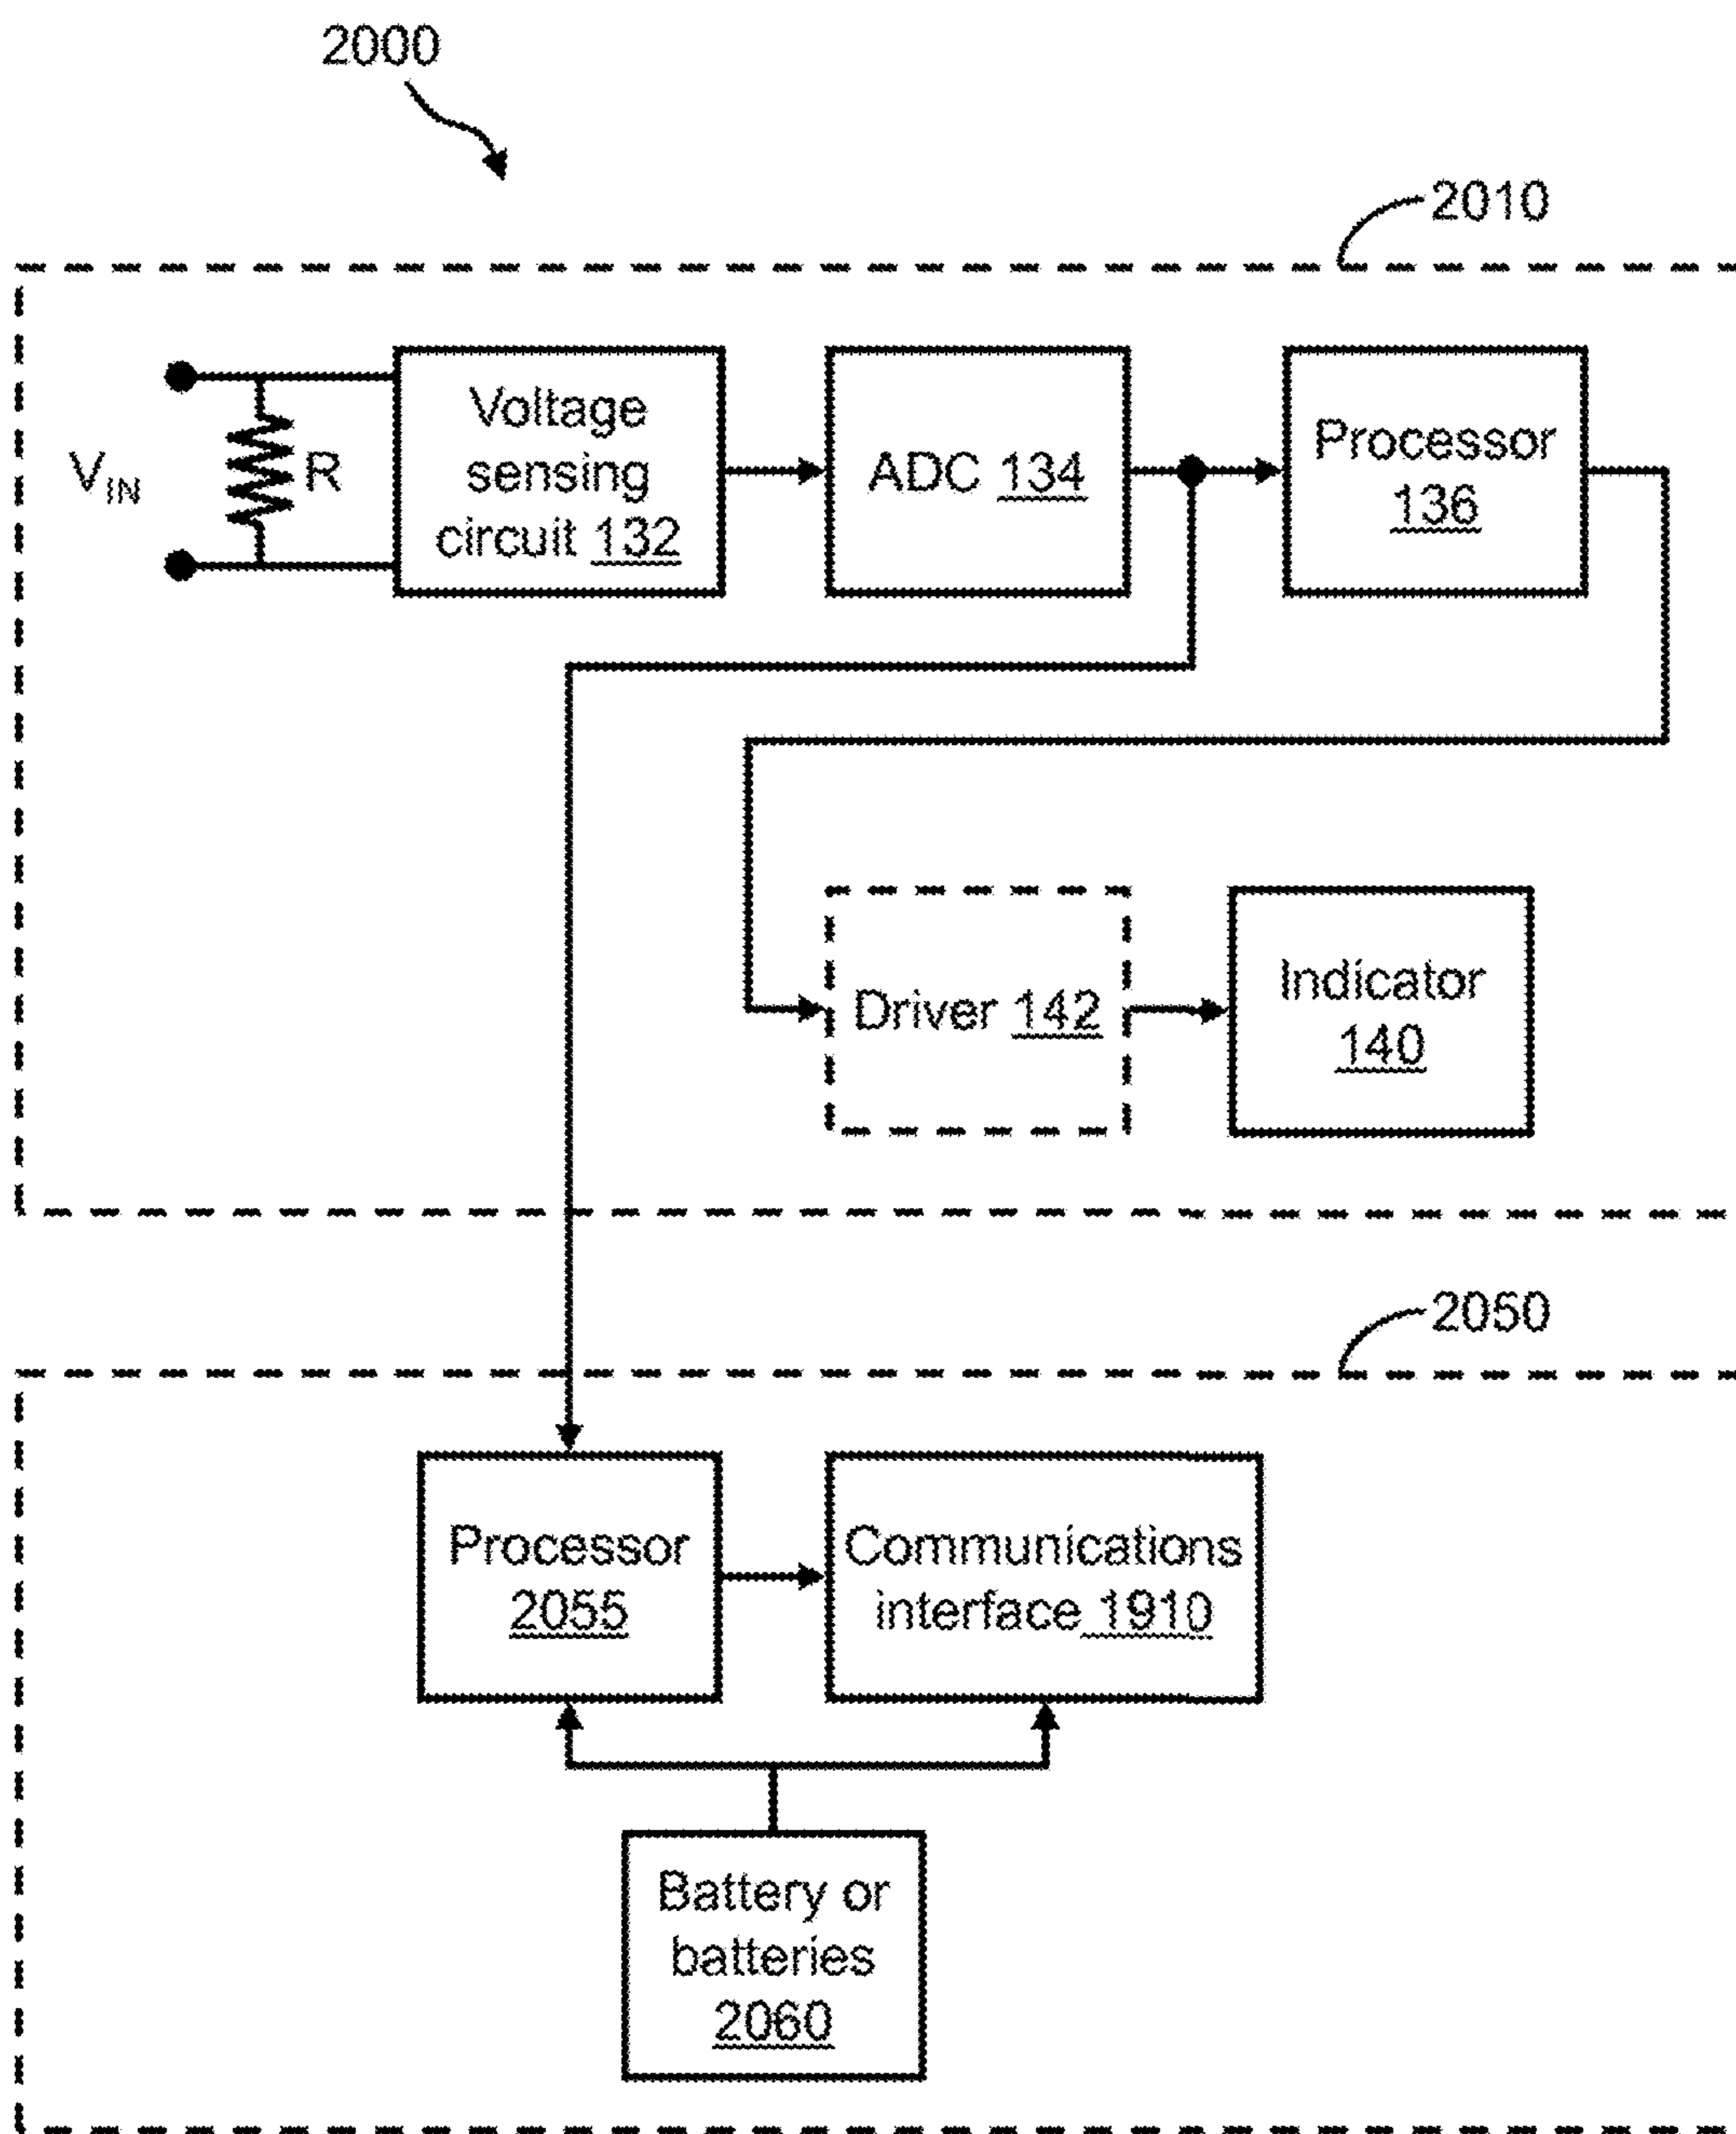 2000
2010
Voltage
sensing
circuit 132
ADC 134
Processor
136
VIN
R
Driver 142
Indicator
140
2050
Processor
2055
Communications
interface 1910
Battery or
batteries
2060